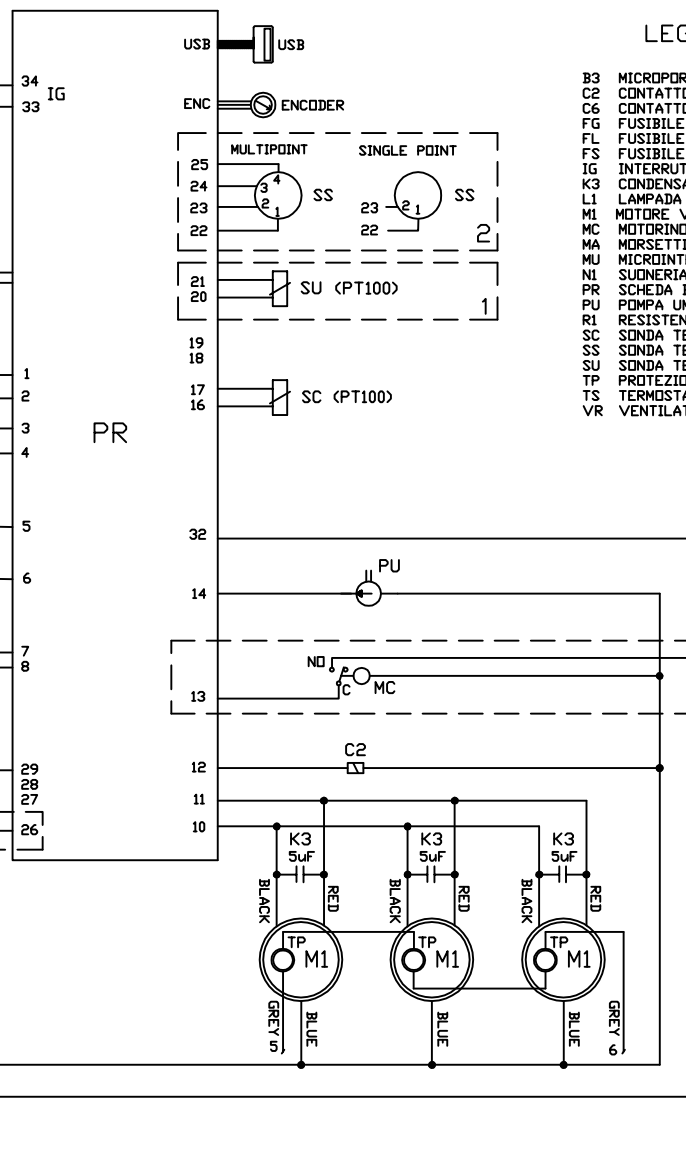 LEG
USB USB
34
IG
33
ENC ENCODER
B3 MICROPOR
C2 CONTATTO
C6 CONTATTO
FG FUSIBILE
FL FUSIBILE
FS FUSIBILE
IG INTERRUT
K3 CONDENSA
L1 LAMPADA
M1 MOTORE V
MC MOTORINO
MA MORSETTI
MU MICROINT
N1 SUONERIA
PR SCHEDA
PU POMPA
R1 RESISTEN
SC SONDA TE
SS SONDA TE
SU SONDA TE
TP PROTEZIO
TS TERMOSTA
VR VENTILAT
MULTIPOINT SINGLE POINT
25 4
24 3 SS SS
23 2 23 2
22 1 22 1
2
21
20 SU (PT100)
1
19
18
17
16 SC (PT100)
1
2
3
4
PR
5
32
6
14 PU
7
8
NO
C MC
13
C2
29 12
28
27 11
26 10
K3 K3 K3
5uF 5uF 5uF
BLACK RED BLACK RED BLACK RED
TP M1 TP M1 TP M1
GREY 5 BLUE BLUE BLUE GREY 6